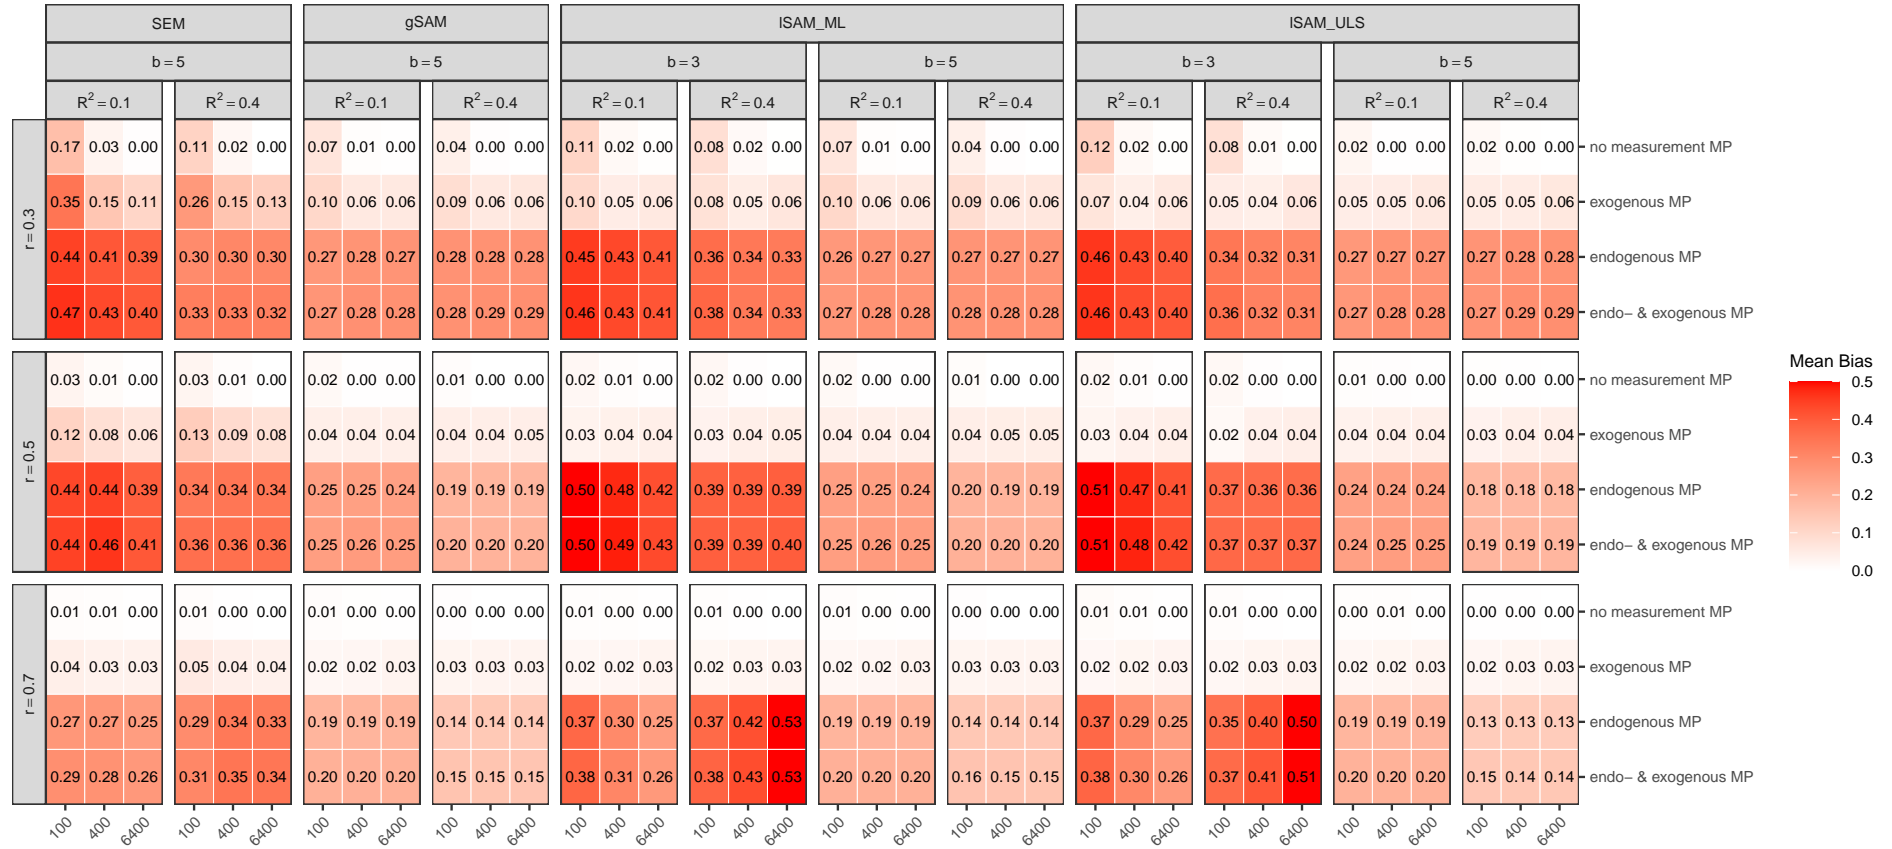 SEM gSAM lSAM_ML lSAM_ULS
b = 5 b = 5 b = 3 b = 5 b = 3 b = 5
R² = 0.1 R² = 0.4 R² = 0.1 R² = 0.4 R² = 0.1 R² = 0.4 R² = 0.1 R² = 0.4 R² = 0.1 R² = 0.4 R² = 0.1 R² = 0.4
r = 0.3
0.17 0.03 0.00 0.11 0.02 0.00 0.07 0.01 0.00 0.04 0.00 0.00 0.11 0.02 0.00 0.08 0.02 0.00 0.07 0.01 0.00 0.04 0.00 0.00 0.12 0.02 0.00 0.08 0.01 0.00 0.02 0.00 0.00 0.02 0.00 0.00 no measurement MP
0.35 0.15 0.11 0.26 0.15 0.13 0.10 0.06 0.06 0.09 0.06 0.06 0.10 0.05 0.06 0.08 0.05 0.06 0.10 0.06 0.06 0.09 0.06 0.06 0.07 0.04 0.06 0.05 0.04 0.06 0.05 0.05 0.06 0.05 0.05 0.06 exogenous MP
0.44 0.41 0.39 0.30 0.30 0.30 0.27 0.28 0.27 0.28 0.28 0.28 0.45 0.43 0.41 0.36 0.34 0.33 0.26 0.27 0.27 0.27 0.27 0.27 0.46 0.43 0.40 0.34 0.32 0.31 0.27 0.27 0.27 0.27 0.28 0.28 endogenous MP
0.47 0.43 0.40 0.33 0.33 0.32 0.27 0.28 0.28 0.28 0.29 0.29 0.46 0.43 0.41 0.38 0.34 0.33 0.27 0.28 0.28 0.28 0.28 0.28 0.46 0.43 0.40 0.36 0.32 0.31 0.27 0.28 0.28 0.27 0.29 0.29 endo− & exogenous MP
r = 0.5
0.03 0.01 0.00 0.03 0.01 0.00 0.02 0.00 0.00 0.01 0.00 0.00 0.02 0.01 0.00 0.02 0.00 0.00 0.02 0.00 0.00 0.01 0.00 0.00 0.02 0.01 0.00 0.02 0.00 0.00 0.01 0.00 0.00 0.00 0.00 0.00 no measurement MP
0.12 0.08 0.06 0.13 0.09 0.08 0.04 0.04 0.04 0.04 0.04 0.05 0.03 0.04 0.04 0.03 0.04 0.05 0.04 0.04 0.04 0.04 0.05 0.05 0.03 0.04 0.04 0.02 0.04 0.04 0.04 0.04 0.04 0.03 0.04 0.04 exogenous MP
0.44 0.44 0.39 0.34 0.34 0.34 0.25 0.25 0.24 0.19 0.19 0.19 0.50 0.48 0.42 0.39 0.39 0.39 0.25 0.25 0.24 0.20 0.19 0.19 0.51 0.47 0.41 0.37 0.36 0.36 0.24 0.24 0.24 0.18 0.18 0.18 endogenous MP
0.44 0.46 0.41 0.36 0.36 0.36 0.25 0.26 0.25 0.20 0.20 0.20 0.50 0.49 0.43 0.39 0.39 0.40 0.25 0.26 0.25 0.20 0.20 0.20 0.51 0.48 0.42 0.37 0.37 0.37 0.24 0.25 0.25 0.19 0.19 0.19 endo− & exogenous MP
r = 0.7
0.01 0.01 0.00 0.01 0.00 0.00 0.01 0.00 0.00 0.00 0.00 0.00 0.01 0.00 0.00 0.01 0.00 0.00 0.01 0.00 0.00 0.00 0.00 0.00 0.01 0.01 0.00 0.01 0.00 0.00 0.00 0.01 0.00 0.00 0.00 0.00 no measurement MP
0.04 0.03 0.03 0.05 0.04 0.04 0.02 0.02 0.03 0.03 0.03 0.03 0.02 0.02 0.03 0.02 0.03 0.03 0.02 0.02 0.03 0.03 0.03 0.03 0.02 0.02 0.03 0.02 0.03 0.03 0.02 0.02 0.03 0.02 0.03 0.03 exogenous MP
0.27 0.27 0.25 0.29 0.34 0.33 0.19 0.19 0.19 0.14 0.14 0.14 0.37 0.30 0.25 0.37 0.42 0.53 0.19 0.19 0.19 0.14 0.14 0.14 0.37 0.29 0.25 0.35 0.40 0.50 0.19 0.19 0.19 0.13 0.13 0.13 endogenous MP
0.29 0.28 0.26 0.31 0.35 0.34 0.20 0.20 0.20 0.15 0.15 0.15 0.38 0.31 0.26 0.38 0.43 0.53 0.20 0.20 0.20 0.16 0.15 0.15 0.38 0.30 0.26 0.37 0.41 0.51 0.20 0.20 0.20 0.15 0.14 0.14 endo− & exogenous MP
100 400 6400 100 400 6400 100 400 6400 100 400 6400 100 400 6400 100 400 6400 100 400 6400 100 400 6400 100 400 6400 100 400 6400 100 400 6400 100 400 6400
Mean Bias
0.5
0.4
0.3
0.2
0.1
0.0